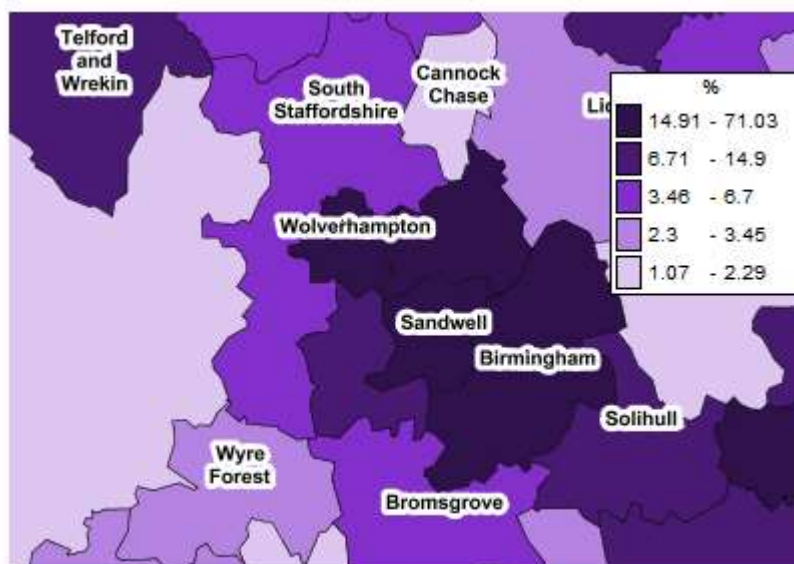 Telford
and
Wrekin
South
Staffordshire
Cannock
Chase
%
14.91 - 71.03
6.71 - 14.9
3.46 - 6.7
2.3 - 3.45
1.07 - 2.29
Wolverhampton
Sandwell
Birmingham
Solihull
Wyre
Forest
Bromsgrove